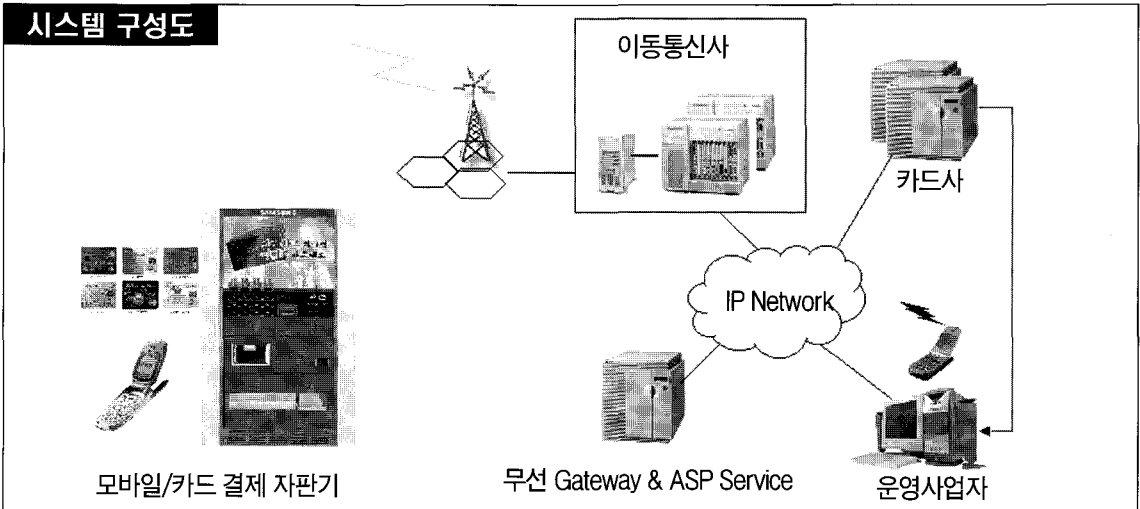 시스템 구성도
이동통신사
카드사
IP Network
모바일/카드 결제 자판기
무선 Gateway & ASP Service
운영사업자